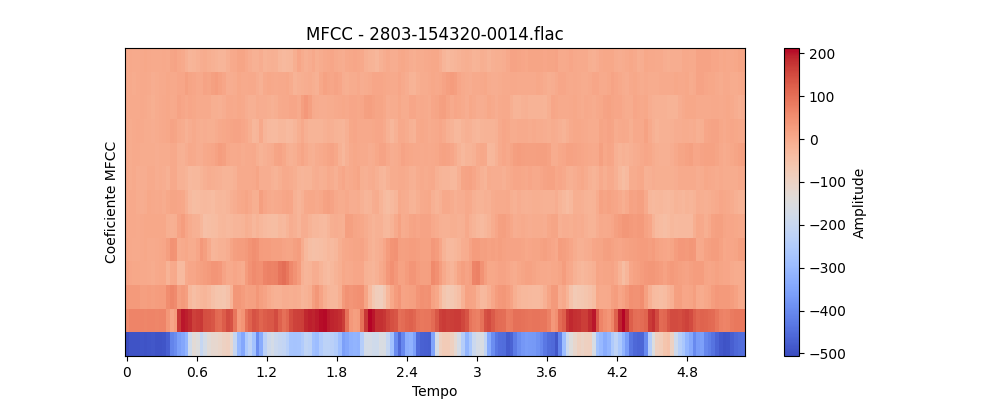 MFCC - 2803-154320-0014.flac
Coeficiente MFCC
0 0.6 1.2 1.8 2.4 3 3.6 4.2 4.8
Tempo
200
100
0
−100
−200
−300
−400
−500
Amplitude